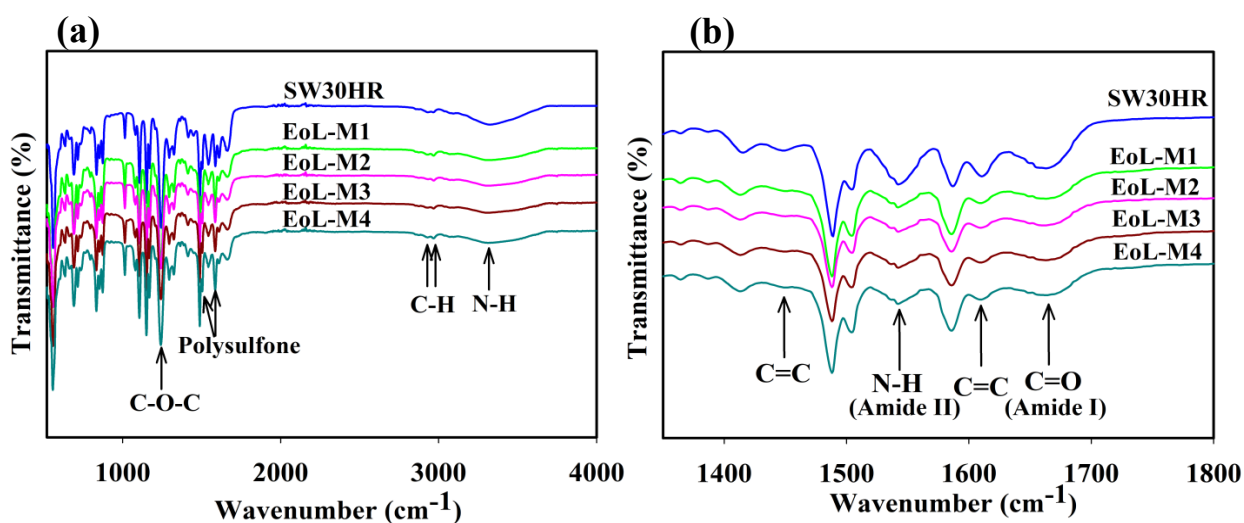 (a)
Transmittance (%)
SW30HR
EoL-M1
EoL-M2
EoL-M3
EoL-M4
C-H
N-H
Polysulfone
C-O-C
1000 2000 3000 4000
Wavenumber (cm-1)
(b)
Transmittance (%)
SW30HR
EoL-M1
EoL-M2
EoL-M3
EoL-M4
C=C
N-H
(Amide II)
C=C
C=O
(Amide I)
1400 1500 1600 1700 1800
Wavenumber (cm-1)